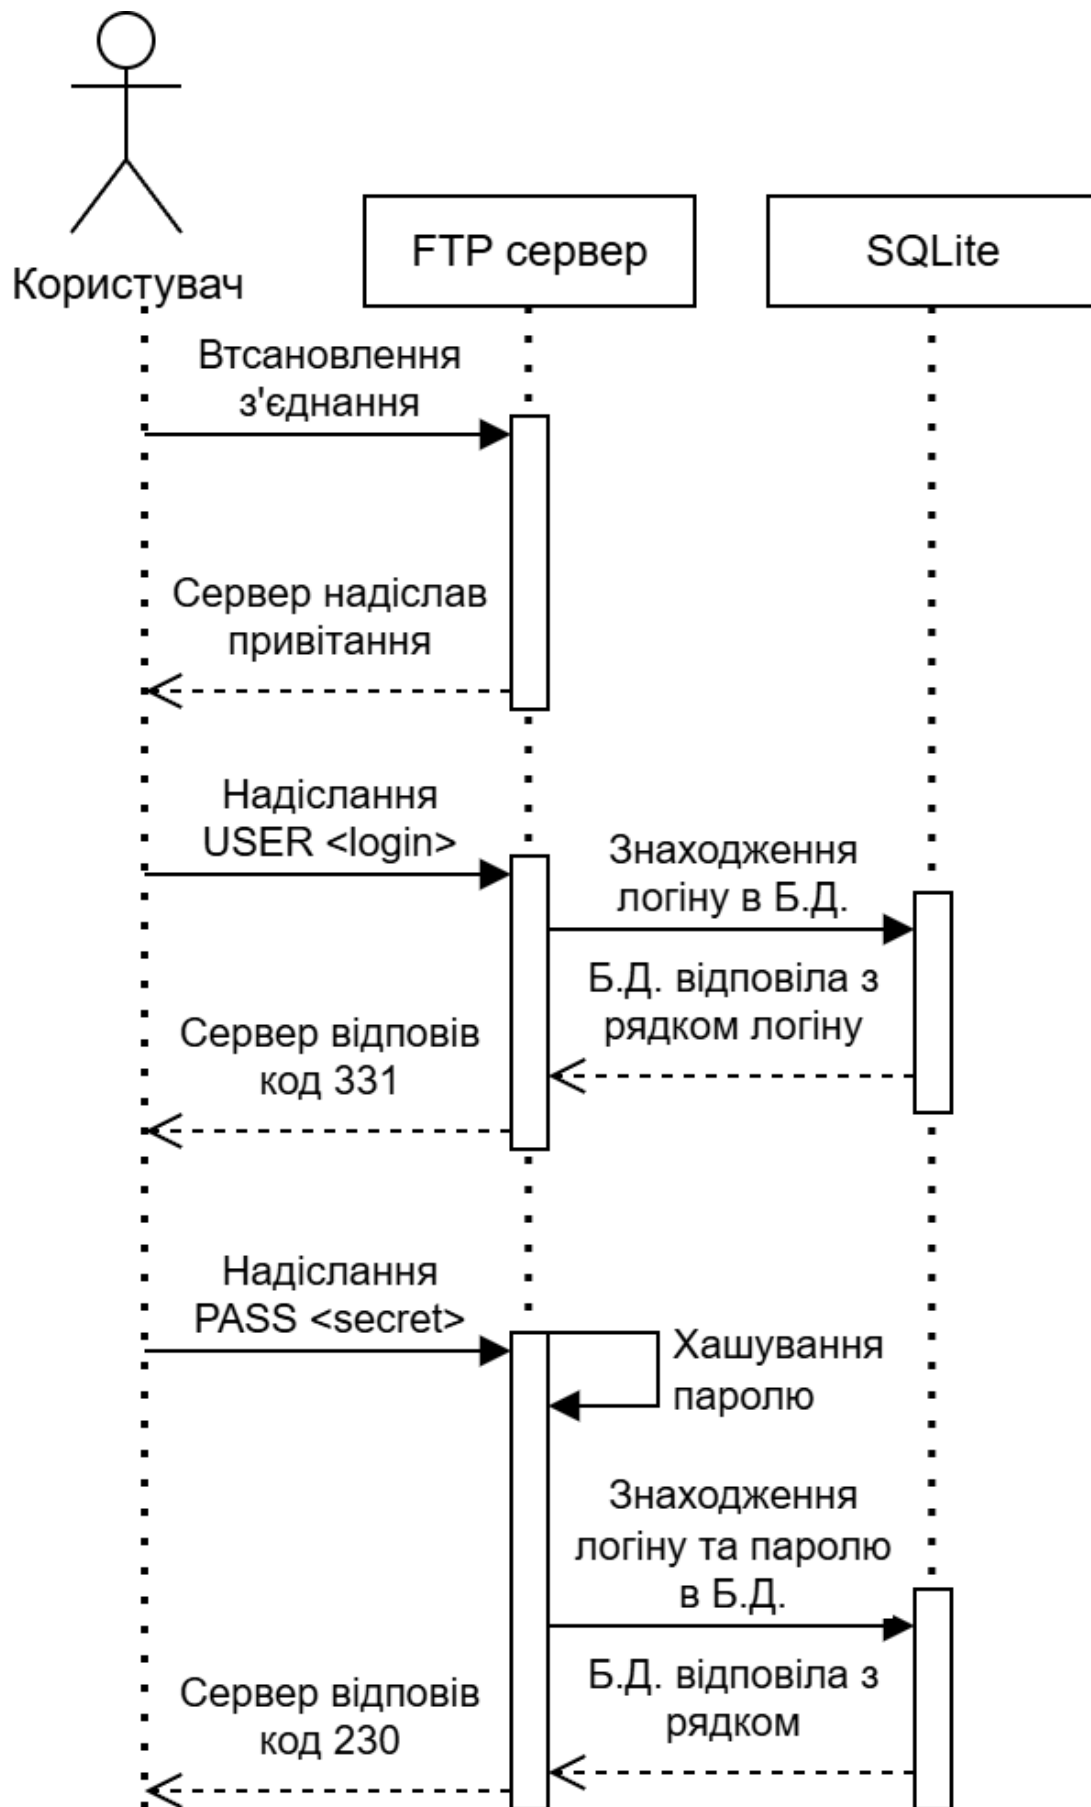 Користувач
FTP сервер
SQLite
Втсановлення
з'єднання
Сервер надіслав
привітання
Надіслання
USER <login>
Знаходження
логіну в Б.Д.
Б.Д. відповіла з
рядком логіну
Сервер відповів
код 331
Надіслання
PASS <secret>
Хашування
паролю
Знаходження
логіну та паролю
в Б.Д.
Б.Д. відповіла з
рядком
Сервер відповів
код 230